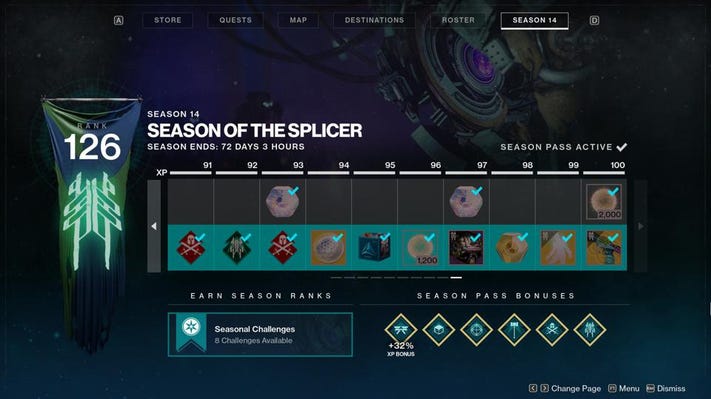 A STORE QUESTS MAP DESTINATIONS ROSTER SEASON 14 D
SEASON 14
SEASON OF THE SPLICER
SEASON ENDS: 72 DAYS 3 HOURS
SEASON PASS ACTIVE
RANK
126
XP 91 92 93 94 95 96 97 98 99 100
2,000
1,200
EARN SEASON RANKS
SEASON PASS BONUSES
Seasonal Challenges
8 Challenges Available
+32%
XP BONUS
Change Page Menu Dismiss